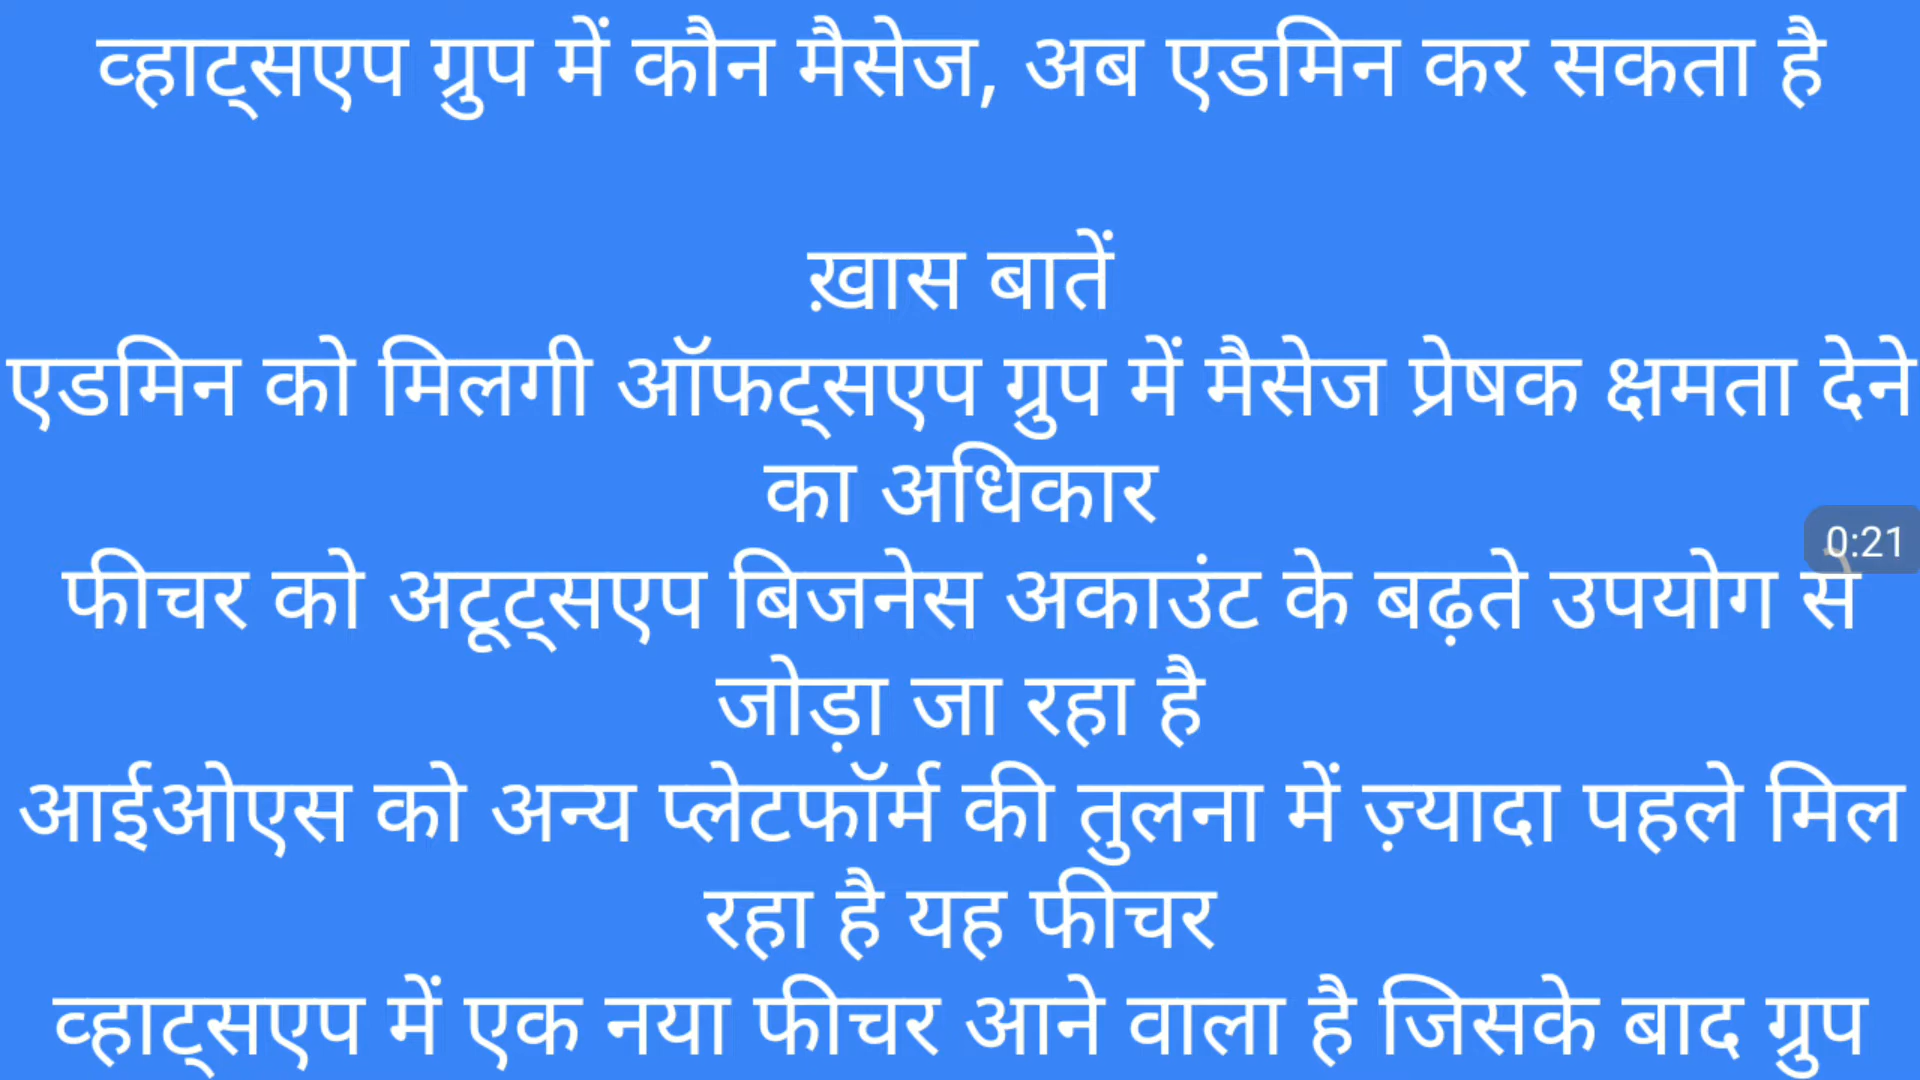 व्हाट्सएप ग्रुप में कौन मैसेज, अब एडमिन कर सकता है
ख़ास बातें
एडमिन को मिलगी ऑफट्सएप ग्रुप में मैसेज प्रेषक क्षमता देने
का अधिकार
0:21
फीचर को अटूट्सएप बिजनेस अकाउंट के बढ़ते उपयोग से
जोड़ा जा रहा है
आईओएस को अन्य प्लेटफॉर्म की तुलना में ज़्यादा पहले मिल
रहा है यह फीचर
व्हाट्सएप में एक नया फीचर आने वाला है जिसके बाद ग्रुप